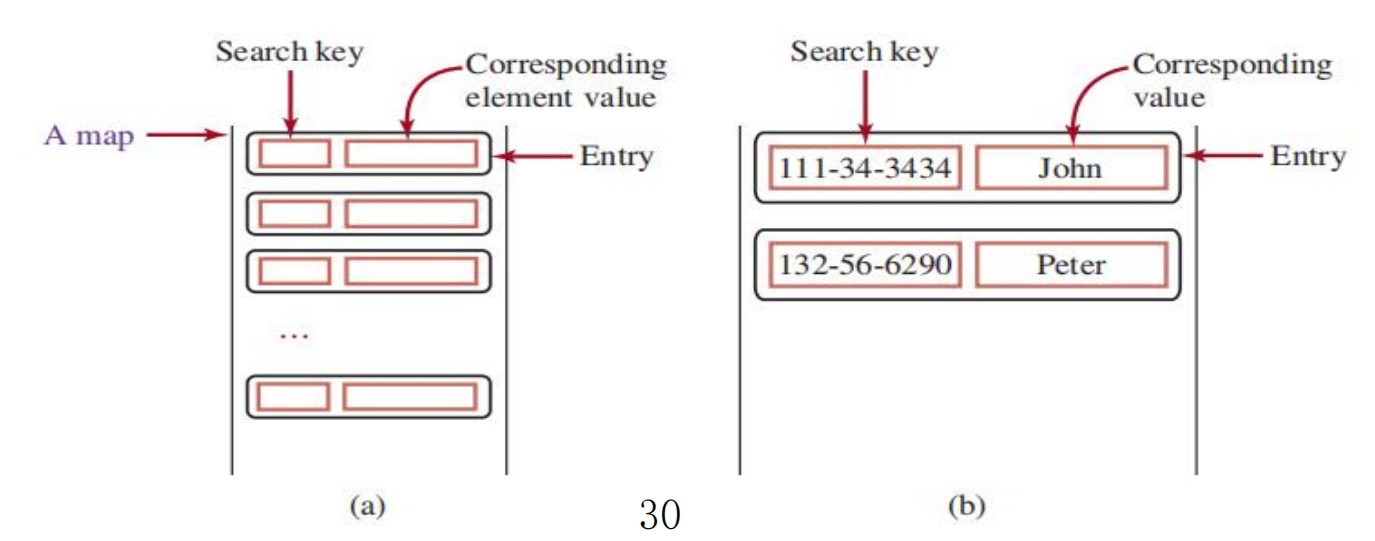 Search key
Corresponding
element value
A map
Entry
...
(a)
30
Search key
Corresponding
value
111-34-3434 John
Entry
132-56-6290 Peter
(b)